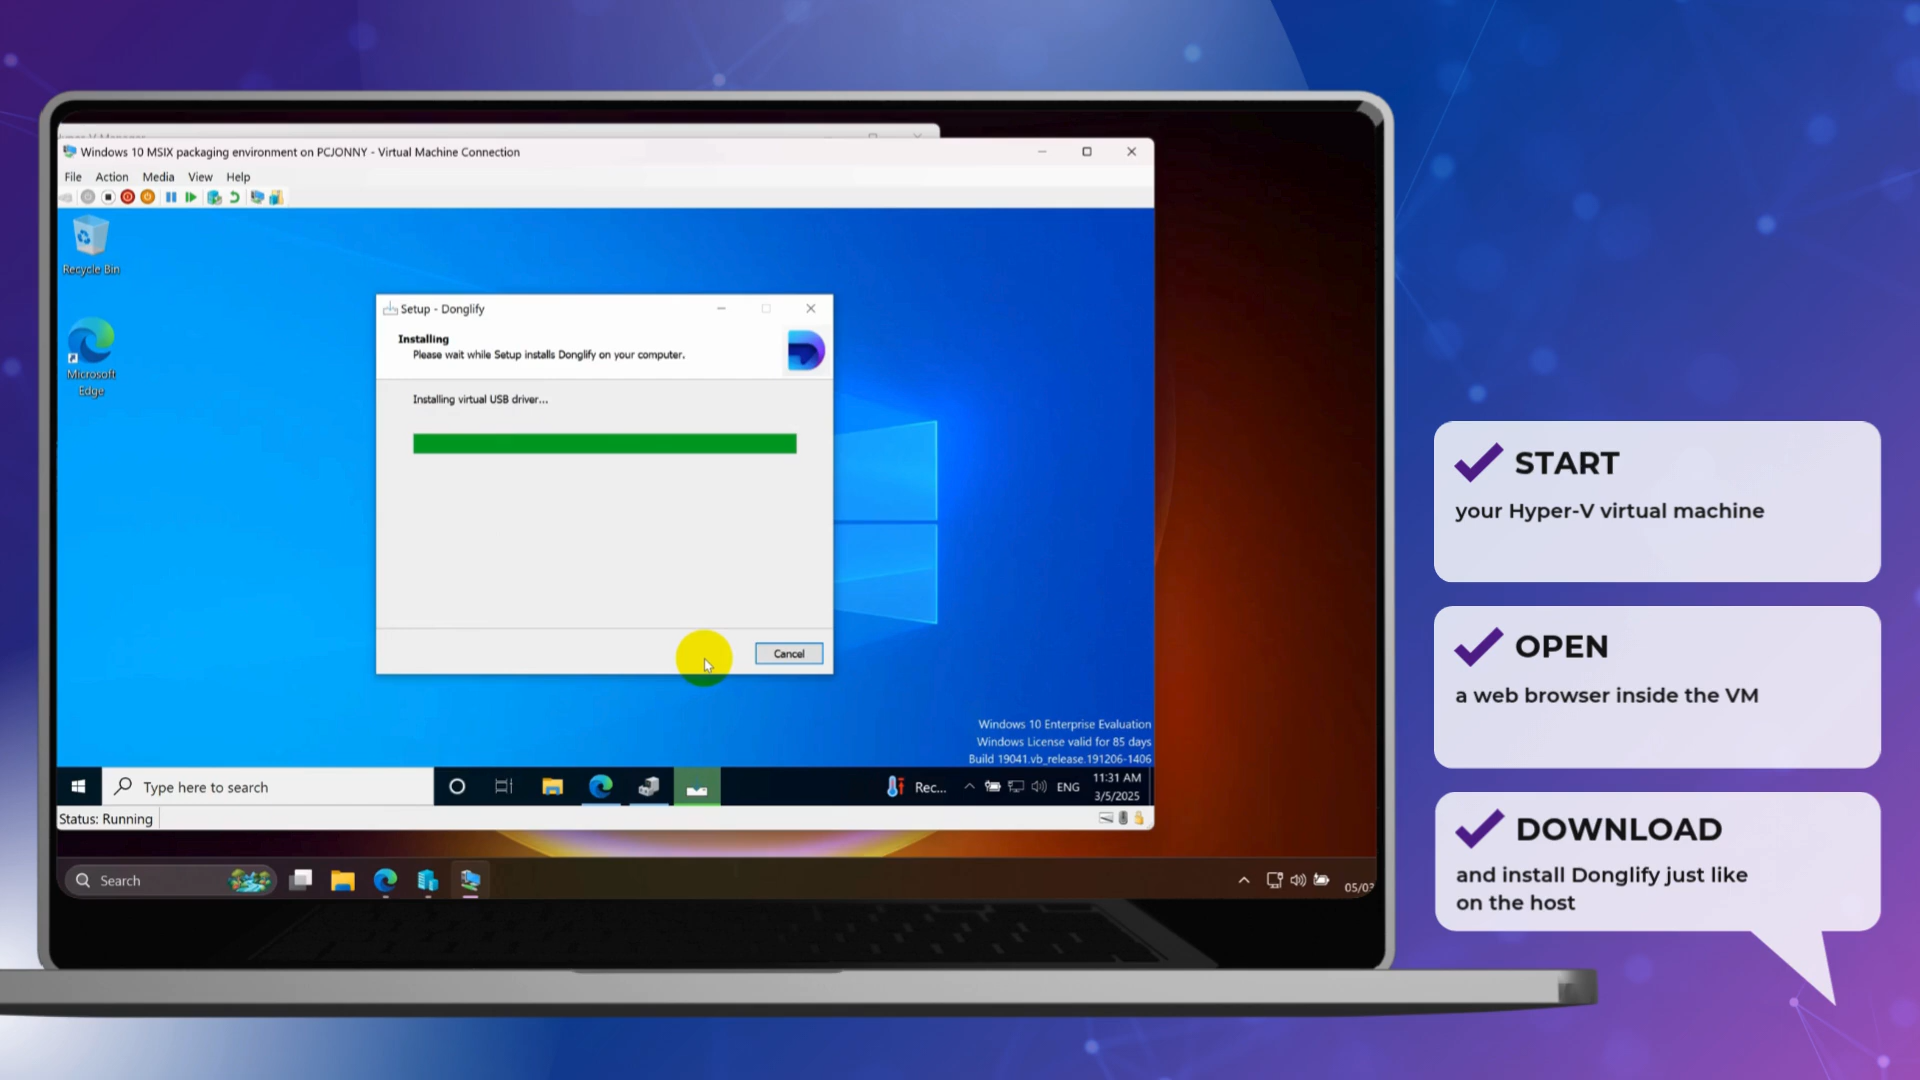 Windows 10 MSIX packaging environment on PCJONNY - Virtual Machine Connection
File Action Media View Help
Recycle Bin
Microsoft
Edge
Setup - Donglify
Installing
Please wait while Setup installs Donglify on your computer.
Installing virtual USB driver...
Cancel
Windows 10 Enterprise Evaluation
Windows License valid for 85 days
Build 19041.vb_release.191206-1406
Type here to search
Rec...
ENG
11:31 AM
3/5/2025
Status: Running
Search
05/03
START
your Hyper-V virtual machine
OPEN
a web browser inside the VM
DOWNLOAD
and install Donglify just like
on the host